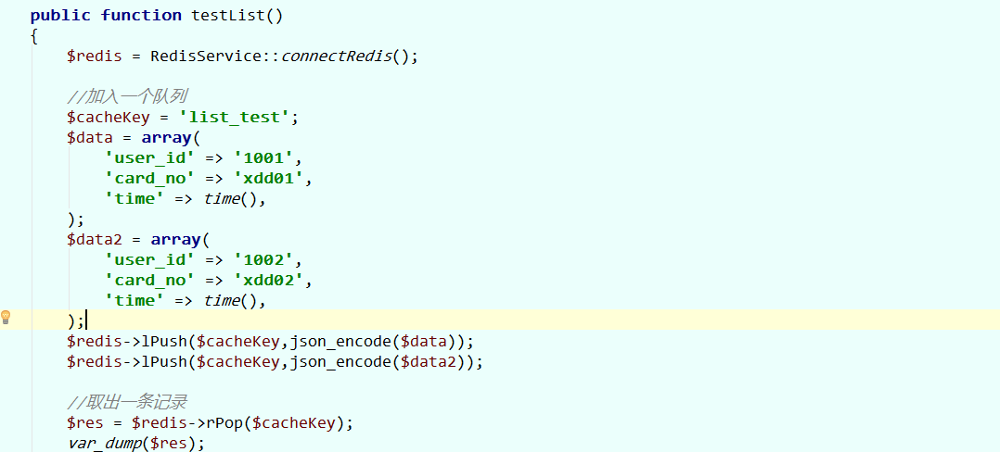 public function testList()
{
$redis = RedisService::connectRedis();
//加入一个队列
$cacheKey = 'list_test';
$data = array(
'user_id' => '1001',
'card_no' => 'xdd01',
'time' => time(),
);
$data2 = array(
'user_id' => '1002',
'card_no' => 'xdd02',
'time' => time(),
);
$redis->lPush($cacheKey,json_encode($data));
$redis->lPush($cacheKey,json_encode($data2));
//取出一条记录
$res = $redis->rPop($cacheKey);
var_dump($res);